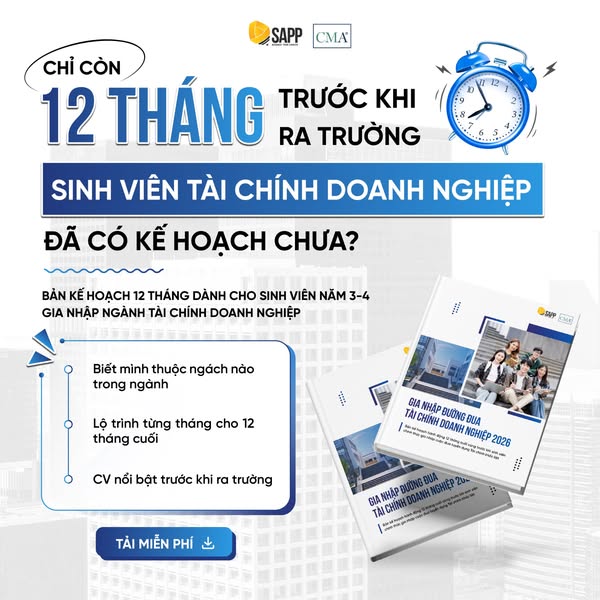 SAPP
CMA
CHỈ CÒN
12 THÁNG
TRƯỚC KHI
RA TRƯỜNG
SINH VIÊN TÀI CHÍNH DOANH NGHIỆP
ĐÃ CÓ KẾ HOẠCH CHƯA?
BẢN KẾ HOẠCH 12 THÁNG DÀNH CHO SINH VIÊN NĂM 3-4
GIA NHẬP NGÀNH TÀI CHÍNH DOANH NGHIỆP
Biết mình thuộc ngách nào
trong ngành
Lộ trình từng tháng cho 12
tháng cuối
CV nổi bật trước khi ra trường
TẢI MIỄN PHÍ
SAPP
CMA
GIA NHẬP ĐƯỜNG ĐUA
TÀI CHÍNH DOANH NGHIỆP 2026
GIA NHẬP ĐƯỜNG ĐUA
TÀI CHÍNH DOANH NGHIỆP